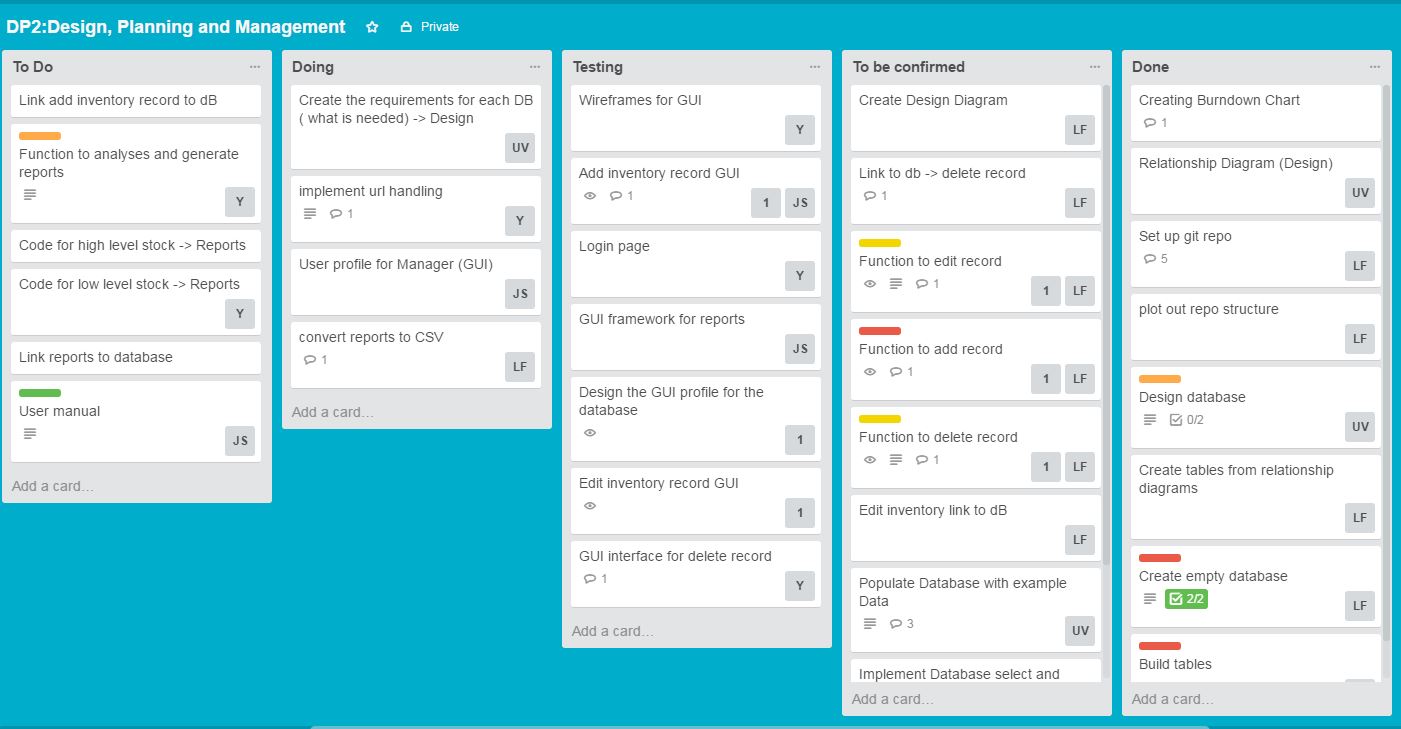 DP2:Design, Planning and Management
Private
To Do
Link add inventory record to dB
Function to analyses and generate
reports
Y
Code for high level stock -> Reports
Code for low level stock -> Reports
Y
Link reports to database
User manual
JS
Add a card...
Doing
Create the requirements for each DB
( what is needed) -> Design
UV
implement url handling
1
Y
User profile for Manager (GUI)
JS
convert reports to CSV
1
LF
Add a card...
Testing
Wireframes for GUI
Y
Add inventory record GUI
1
1 JS
Login page
Y
GUI framework for reports
JS
Design the GUI profile for the
database
1
Edit inventory record GUI
1
GUI interface for delete record
1
Y
Add a card...
To be confirmed
Create Design Diagram
LF
Link to db -> delete record
1
LF
Function to edit record
1
1 LF
Function to add record
1
1 LF
Function to delete record
1
1 LF
Edit inventory link to dB
LF
Populate Database with example
Data
3
UV
Implement Database select and
Add a card...
Done
Creating Burndown Chart
1
Relationship Diagram (Design)
UV
Set up git repo
5
LF
plot out repo structure
LF
Design database
0/2
UV
Create tables from relationship
diagrams
LF
Create empty database
2/2
LF
Build tables
Add a card...